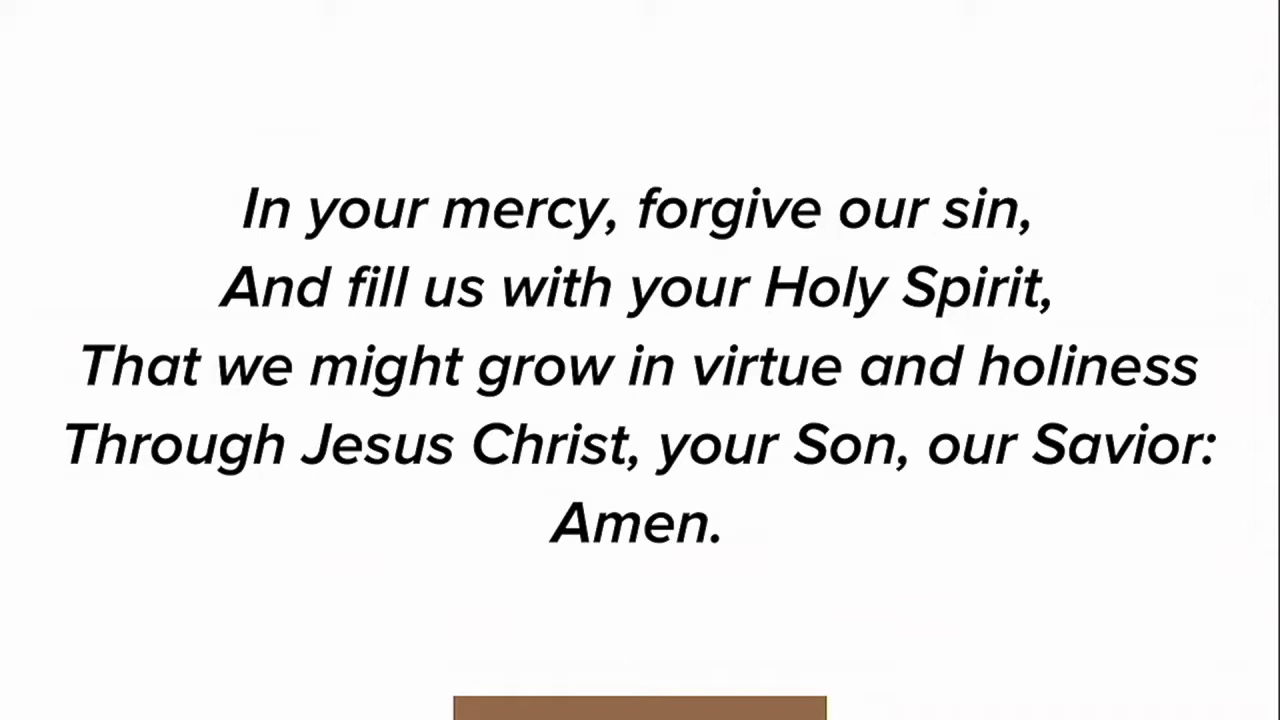 In your mercy, forgive our sin,
And fill us with your Holy Spirit,
That we might grow in virtue and holiness
Through Jesus Christ, your Son, our Savior:
Amen.